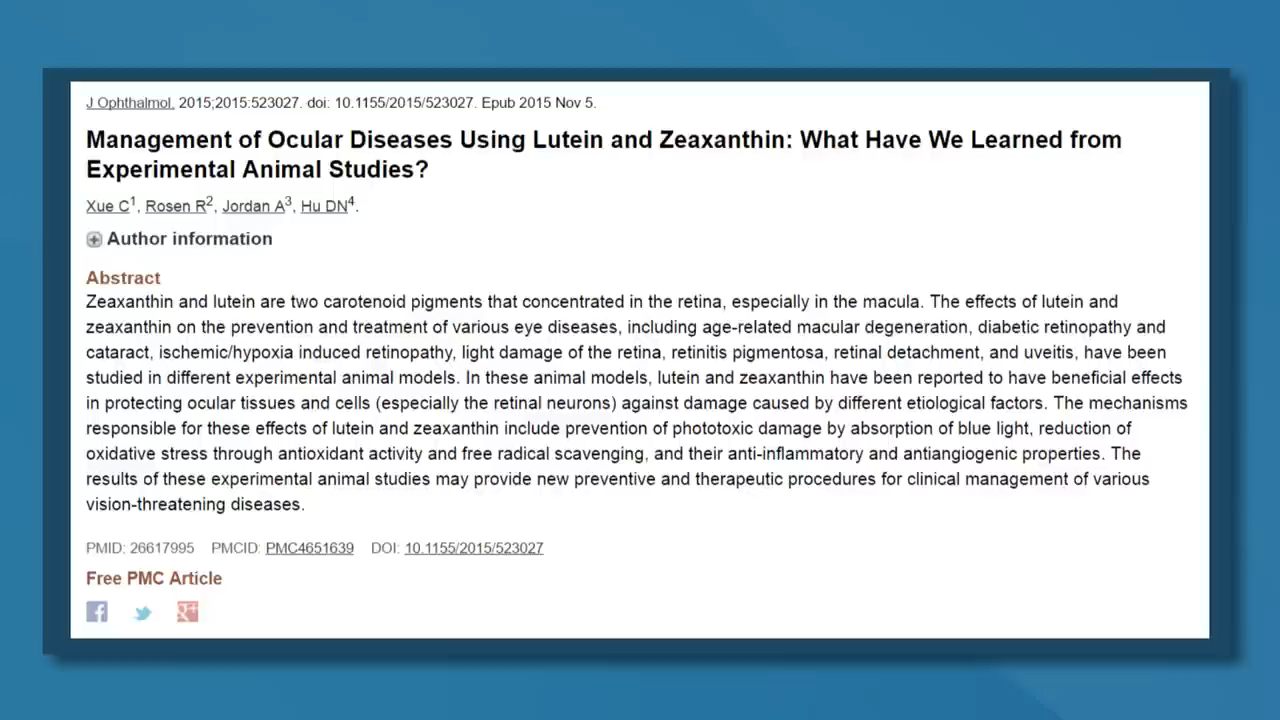 J Ophthalmol. 2015;2015:523027. doi: 10.1155/2015/523027. Epub 2015 Nov 5.
Management of Ocular Diseases Using Lutein and Zeaxanthin: What Have We Learned from
Experimental Animal Studies?
Xue C1, Rosen R2, Jordan A3, Hu DN4.
Author information
Abstract
Zeaxanthin and lutein are two carotenoid pigments that concentrated in the retina, especially in the macula. The effects of lutein and
zeaxanthin on the prevention and treatment of various eye diseases, including age-related macular degeneration, diabetic retinopathy and
cataract, ischemic/hypoxia induced retinopathy, light damage of the retina, retinitis pigmentosa, retinal detachment, and uveitis, have been
studied in different experimental animal models. In these animal models, lutein and zeaxanthin have been reported to have beneficial effects
in protecting ocular tissues and cells (especially the retinal neurons) against damage caused by different etiological factors. The mechanisms
responsible for these effects of lutein and zeaxanthin include prevention of phototoxic damage by absorption of blue light, reduction of
oxidative stress through antioxidant activity and free radical scavenging, and their anti-inflammatory and antiangiogenic properties. The
results of these experimental animal studies may provide new preventive and therapeutic procedures for clinical management of various
vision-threatening diseases.
PMID: 26617995 PMCID: PMC4651639 DOI: 10.1155/2015/523027
Free PMC Article
f g+